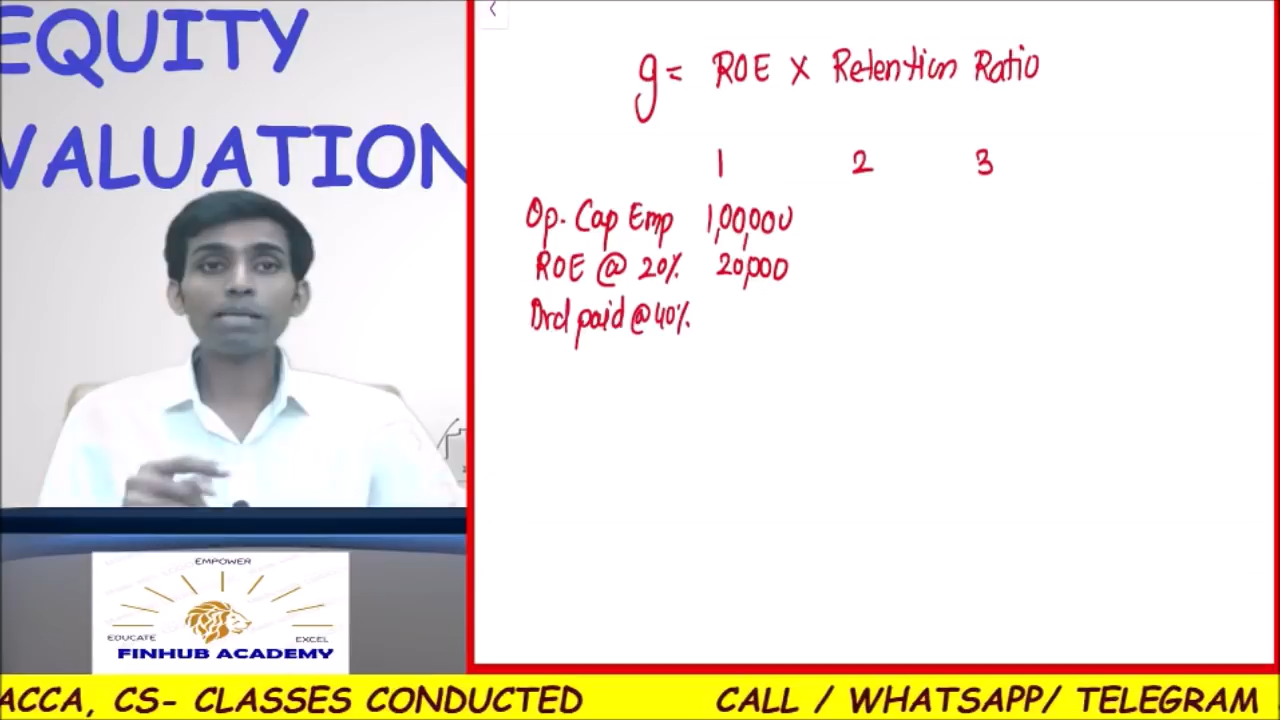 EQUITY
VALUATION
g = ROE × Retention Ratio
1 2 3
Op. Cap Emp 1,00,000
ROE @ 20% 20,000
Drd paid @ 40%
EMPOWER
EDUCATE EXCEL
FINHUB ACADEMY
ACCA, CS- CLASSES CONDUCTED CALL / WHATSAPP/ TELEGRAM